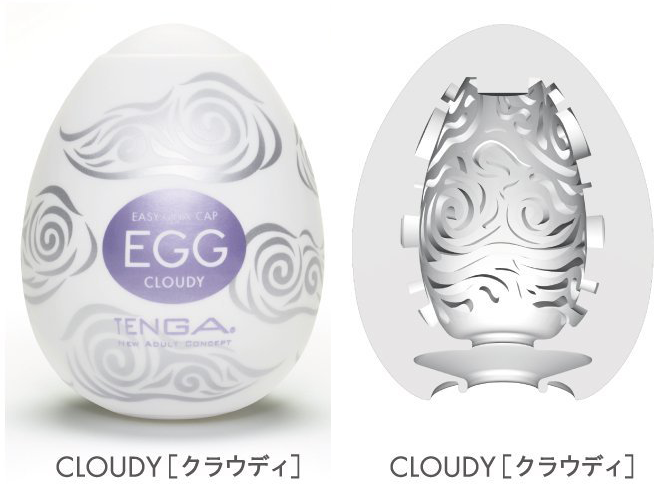 EASY ONA-CAP
EGG
CLOUDY
TENGA®
NEW ADULT CONCEPT
CLOUDY [クラウディ]
CLOUDY [クラウディ]